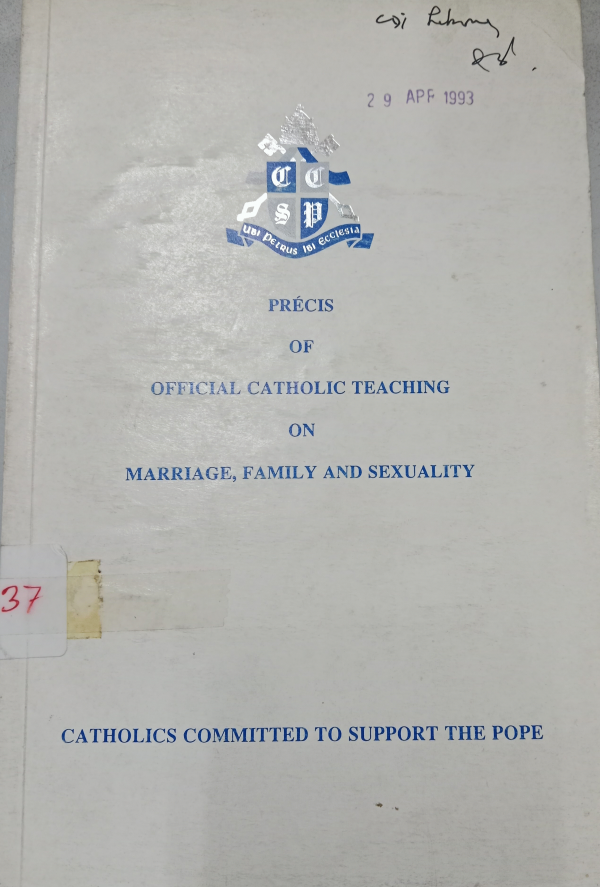 29 APR 1993
C C
S P
Ubi Petrus Ibi Ecclesia
PRÉCIS
OF
OFFICIAL CATHOLIC TEACHING
ON
MARRIAGE, FAMILY AND SEXUALITY
37
CATHOLICS COMMITTED TO SUPPORT THE POPE